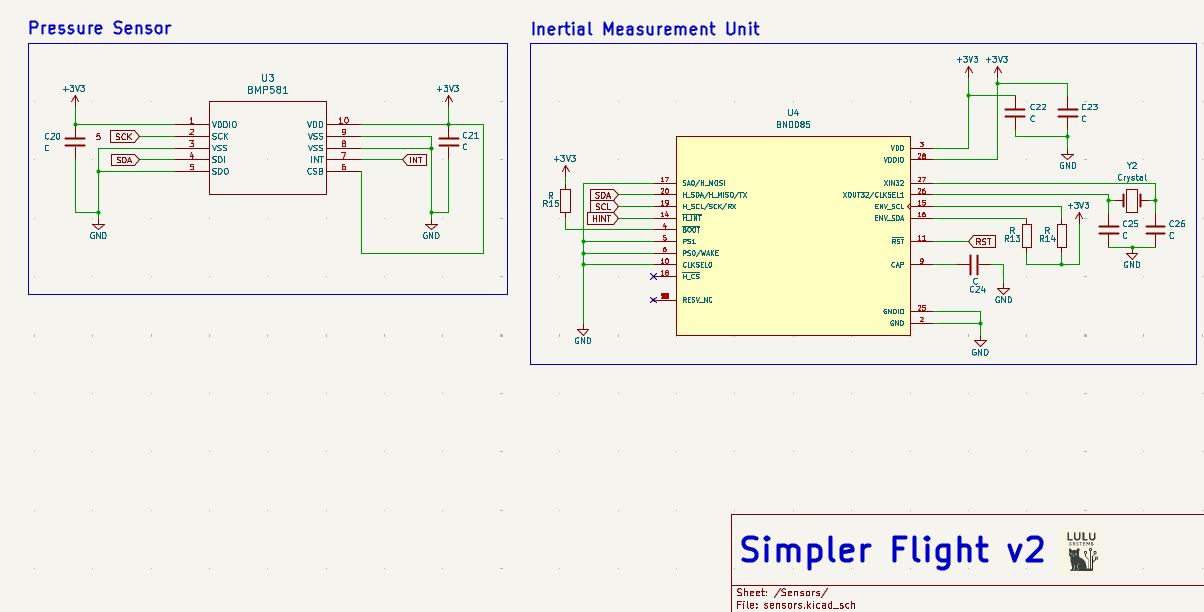 Pressure Sensor
U3
BMP581
+3V3
+3V3
C20
C
5
SCK
SDA
1
2
3
4
5
VDDIO
SCK
VSS
SDI
SDO
VDD
VSS
VSS
INT
CSB
10
9
8
7
6
INT
C21
C
GND
GND
Inertial Measurement Unit
U4
BNO085
+3V3
R
R15
SDA
SCL
HINT
17
20
19
14
4
5
6
10
18
SA0/H_MOSI
H_SDA/H_MISO/TX
H_SCL/SCK/RX
H_INT
BOOT
PS1
PS0/WAKE
CLKSEL0
H_CS
RESV_NC
GND
VDD
VDDIO
XIN32
XOUT32/CLKSEL1
ENV_SCL
ENV_SDA
RST
CAP
GNDIO
GND
3
28
27
26
15
16
11
9
25
2
+3V3
+3V3
C22
C
C23
C
GND
Y2
Crystal
+3V3
R
R13
R
R14
C25
C
C26
C
GND
RST
C
C24
GND
GND
Simpler Flight v2
LULU
SYSTEMS
Sheet: /Sensors/
File: sensors.kicad_sch